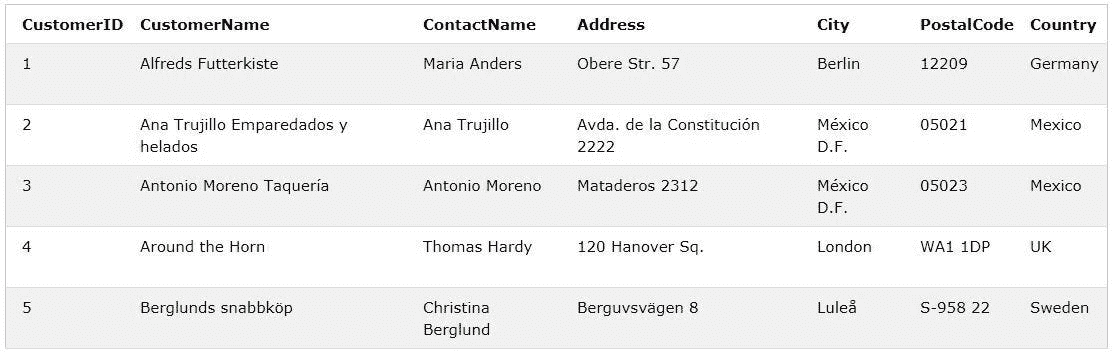 CustomerID CustomerName ContactName Address City PostalCode Country
1 Alfreds Futterkiste Maria Anders Obere Str. 57 Berlin 12209 Germany
2 Ana Trujillo Emparedados y Ana Trujillo Avda. de la Constitución México 05021 Mexico
helados 2222 D.F.
3 Antonio Moreno Taquería Antonio Moreno Mataderos 2312 México 05023 Mexico
D.F.
4 Around the Horn Thomas Hardy 120 Hanover Sq. London WA1 1DP UK
5 Berglunds snabbköp Christina Berguvsvägen 8 Luleå S-958 22 Sweden
Berglund